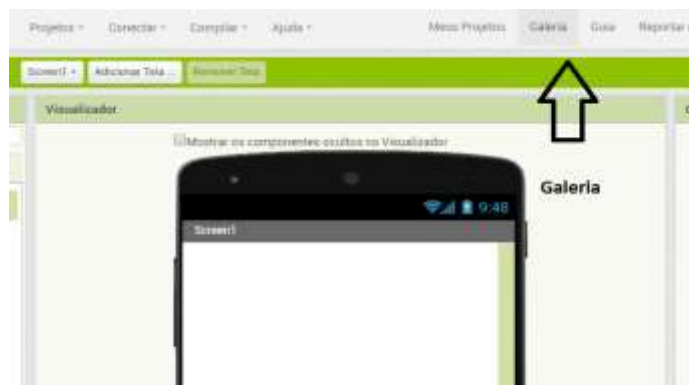 Projetos Conectar Compilar Ajuda Meus Projetos Galeria Guia Reportar
Screen1 Adicionar Tela ... Remover Tela
Visualizador
Mostrar os componentes ocultos no Visualizador
Galeria
9:48
Screen1